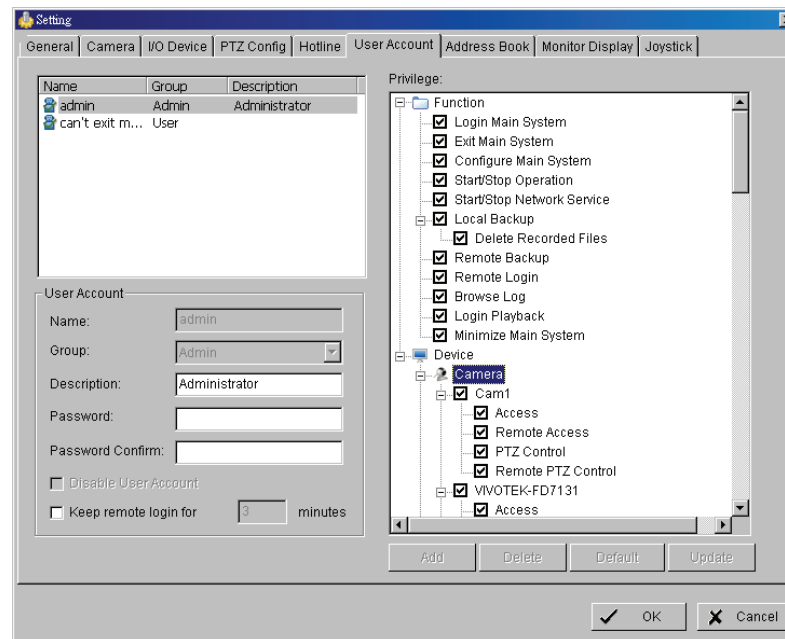 Setting
General Camera I/O Device PTZ Config Hotline User Account Address Book Monitor Display Joystick
Name Group Description
admin Admin Administrator
can't exit m... User
User Account
Name: admin
Group: Admin
Description: Administrator
Password:
Password Confirm:
Disable User Account
Keep remote login for 3 minutes
Privilege:
Function
Login Main System
Exit Main System
Configure Main System
Start/Stop Operation
Start/Stop Network Service
Local Backup
Delete Recorded Files
Remote Backup
Remote Login
Browse Log
Login Playback
Minimize Main System
Device
Camera
Cam1
Access
Remote Access
PTZ Control
Remote PTZ Control
VIVOTEK-FD7131
Access
Add Delete Default Update
OK Cancel